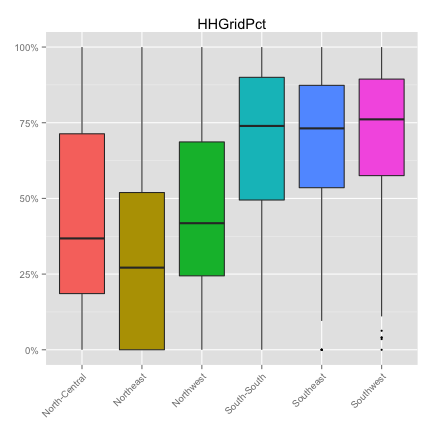 HHGridPct
100%
75%
50%
25%
0%
North-Central
Northeast
Northwest
South-South
Southeast
Southwest